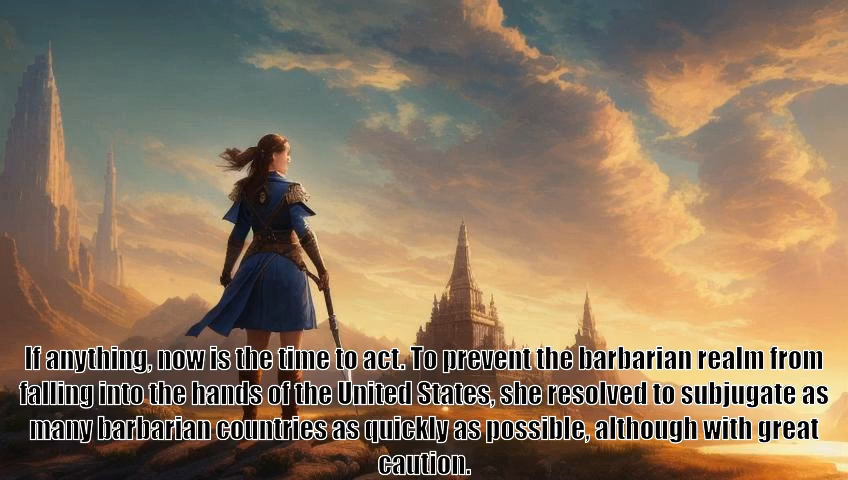 If anything, now is the time to act. To prevent the barbarian realm from
falling into the hands of the United States, she resolved to subjugate as
many barbarian countries as quickly as possible, although with great
caution.